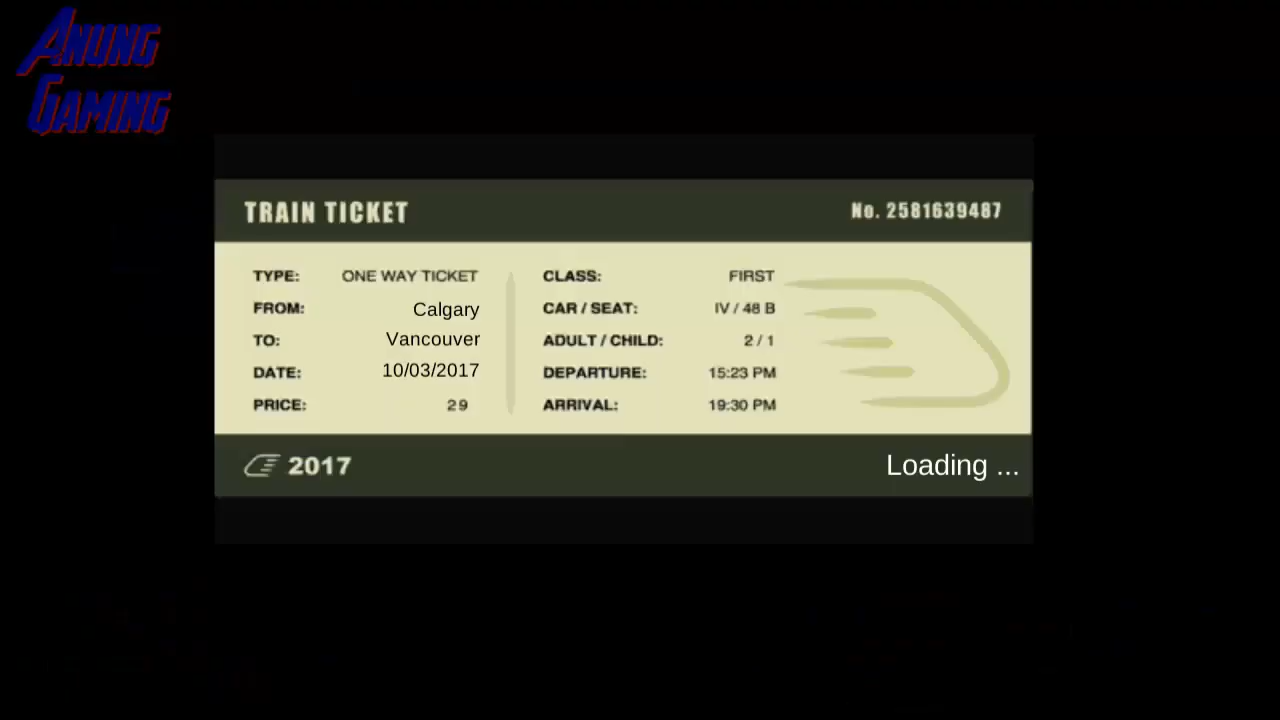 ANUNG
GAMING
TRAIN TICKET
No. 2581639487
TYPE: ONE WAY TICKET
FROM: Calgary
TO: Vancouver
DATE: 10/03/2017
PRICE: 29
CLASS: FIRST
CAR / SEAT: IV / 48 B
ADULT / CHILD: 2 / 1
DEPARTURE: 15:23 PM
ARRIVAL: 19:30 PM
2017
Loading ...